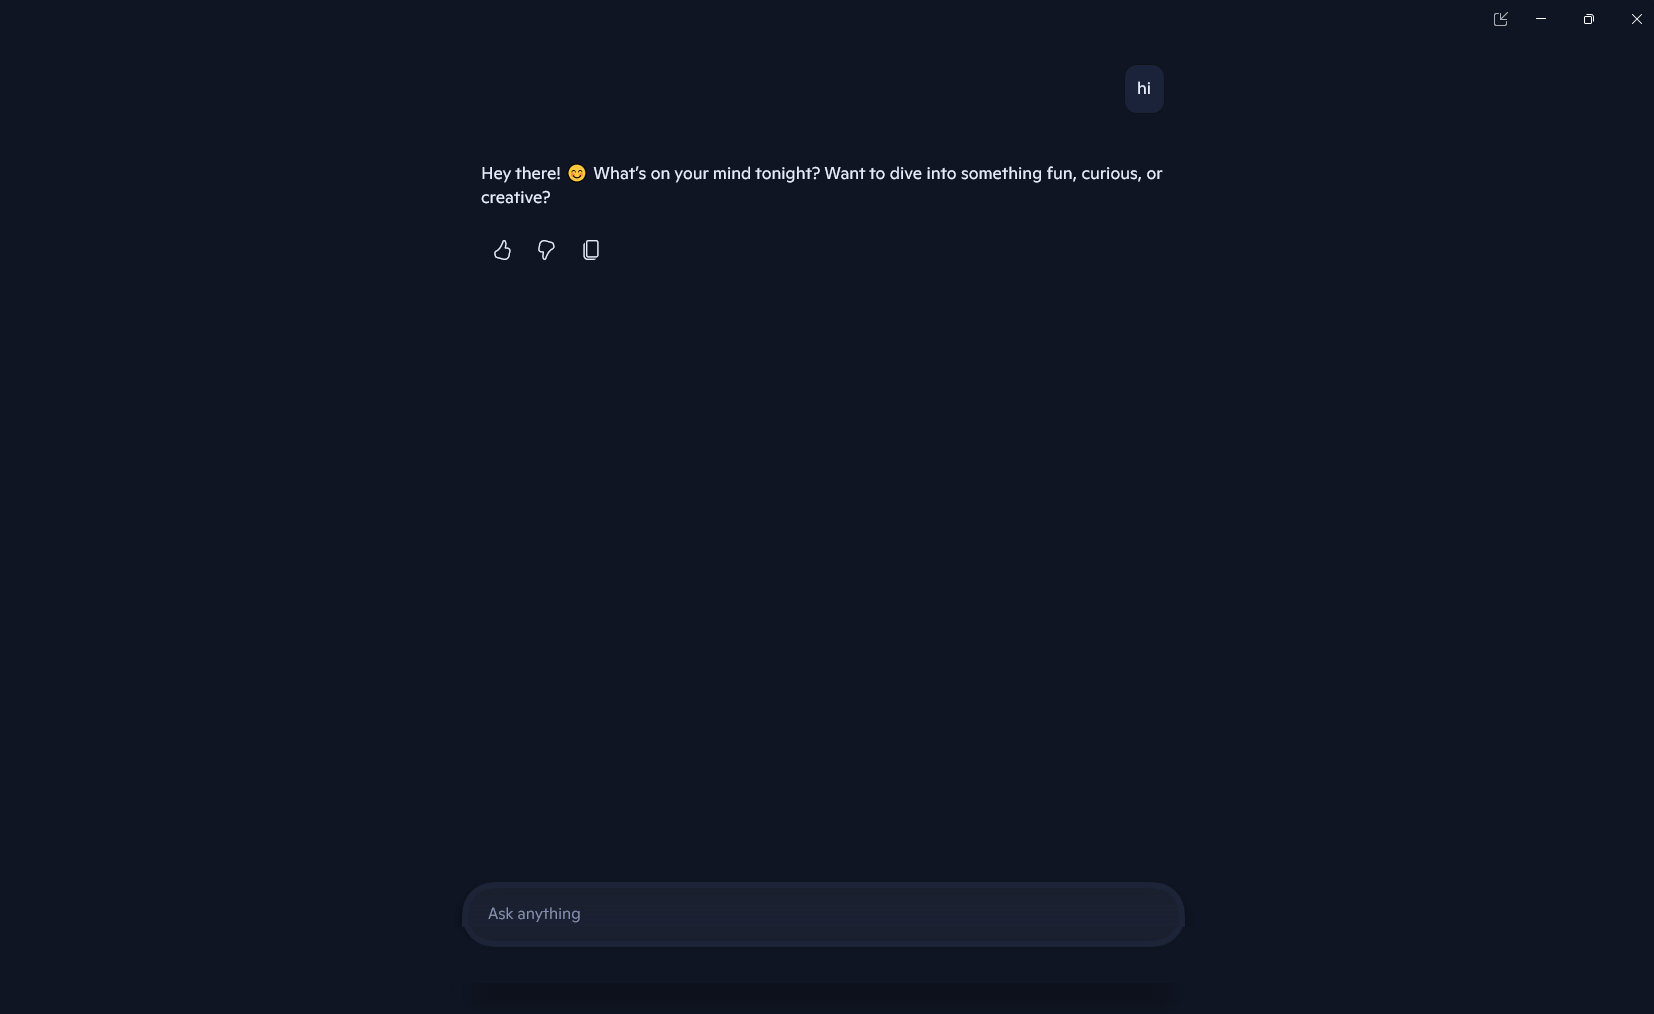 hi
Hey there! 😊 What's on your mind tonight? Want to dive into something fun, curious, or
creative?
Ask anything